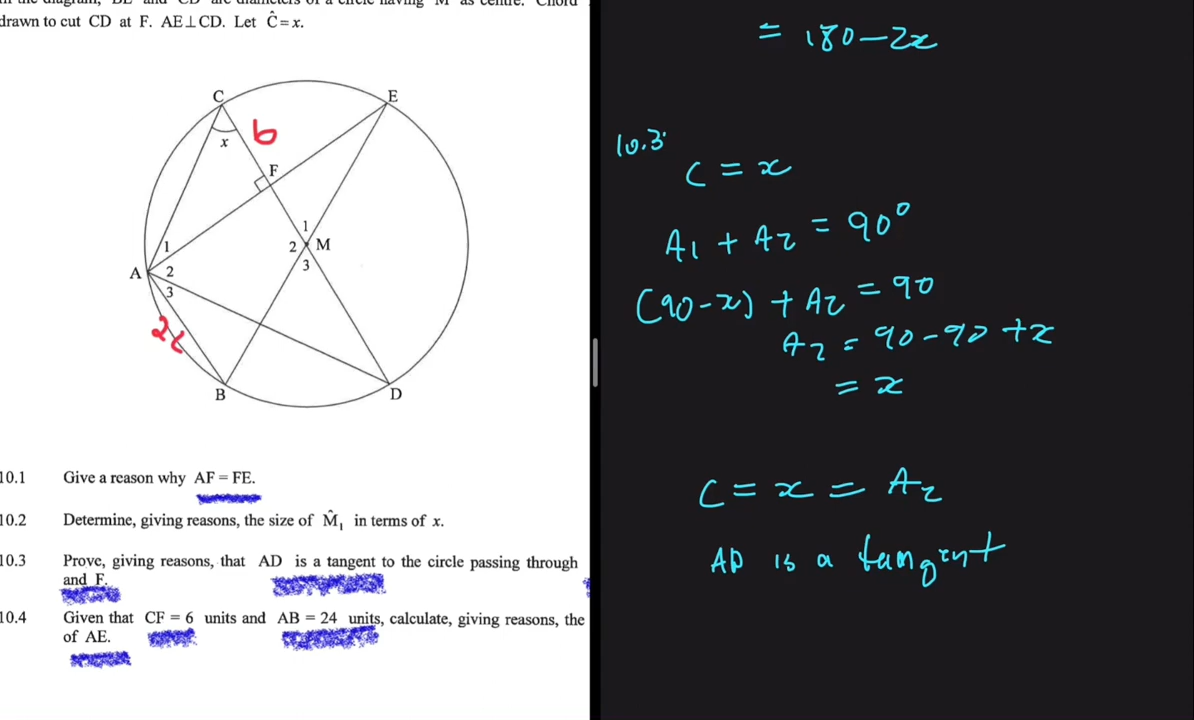 drawn to cut CD at F. AE⊥CD. Let Ĉ=x.
C
E
x
6
F
1
1
2
M
3
A
2
3
24
B
D
10.1 Give a reason why AF = FE.
10.2 Determine, giving reasons, the size of M̂₁ in terms of x.
10.3 Prove, giving reasons, that AD is a tangent to the circle passing through
and F.
10.4 Given that CF = 6 units and AB = 24 units, calculate, giving reasons, the
of AE.
= 180-2x
10.3
C = x
A1 + A2 = 90°
(90-x) + A2 = 90
A2 = 90-90+x
= x
C = x = A2
AD is a tangent